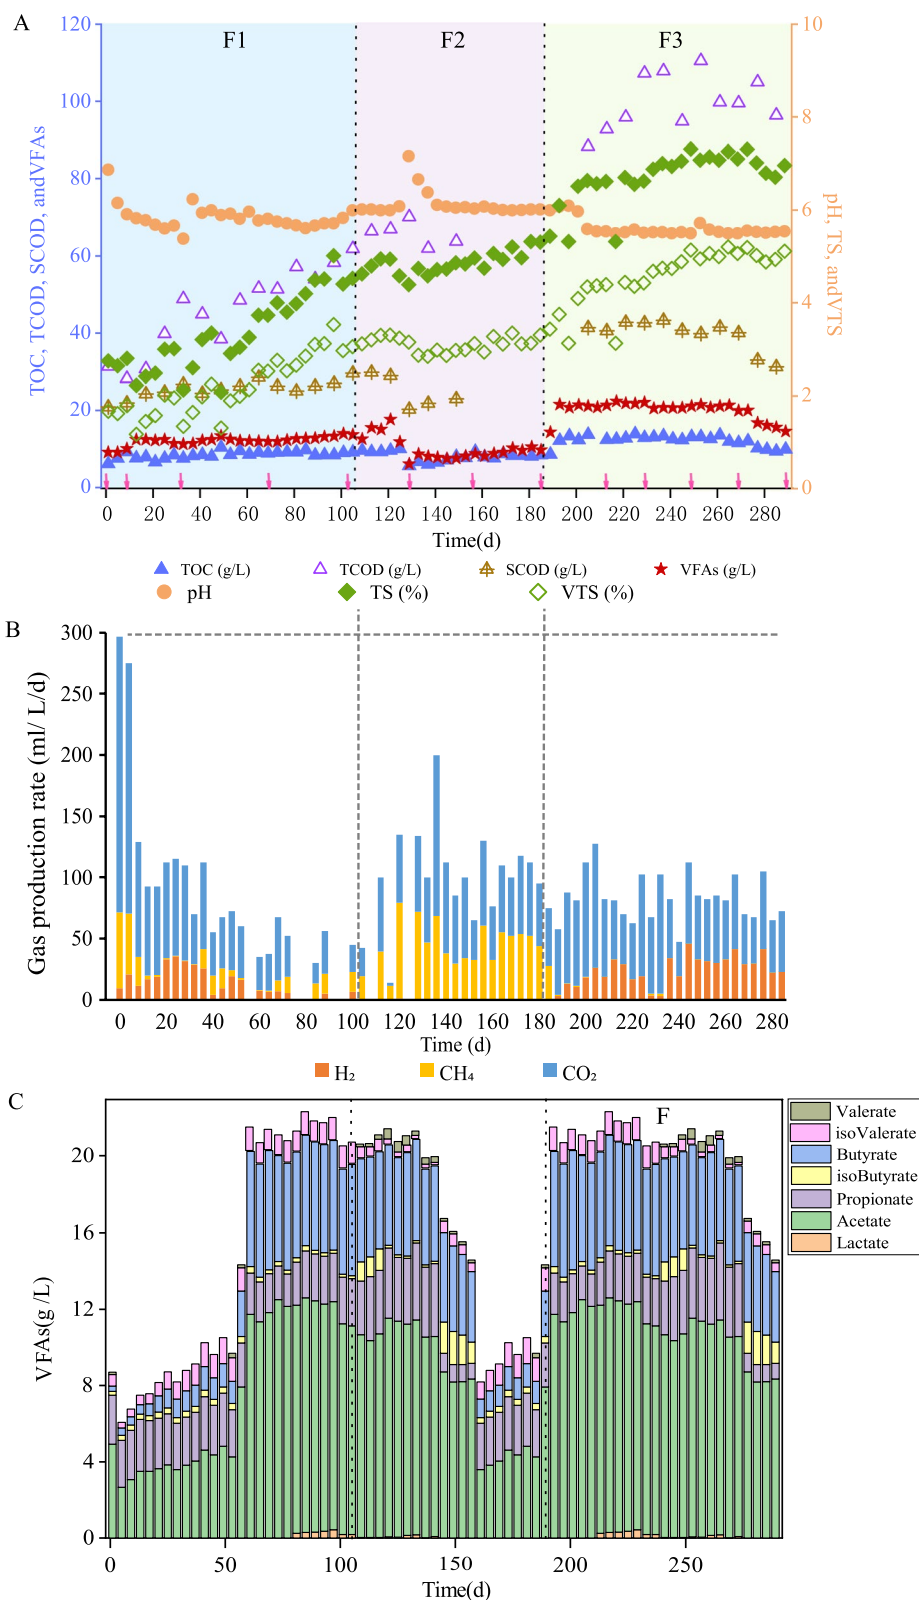 A
F1 F2 F3
120
100
80
60
40
20
0
TOC, TCOD, SCOD, andVFAs
10
8
6
4
2
0
pH, TS, andVTS
0 20 40 60 80 100 120 140 160 180 200 220 240 260 280
Time(d)
TOC (g/L) TCOD (g/L) SCOD (g/L) VFAs (g/L)
pH TS (%) VTS (%)
B
300
250
200
150
100
50
0
Gas production rate (ml/ L/d)
0 20 40 60 80 100 120 140 160 180 200 220 240 260 280
Time (d)
H₂ CH₄ CO₂
C
F
20
16
12
8
4
0
VFAs(g /L)
0 50 100 150 200 250
Time(d)
Valerate
isoValerate
Butyrate
isoButyrate
Propionate
Acetate
Lactate